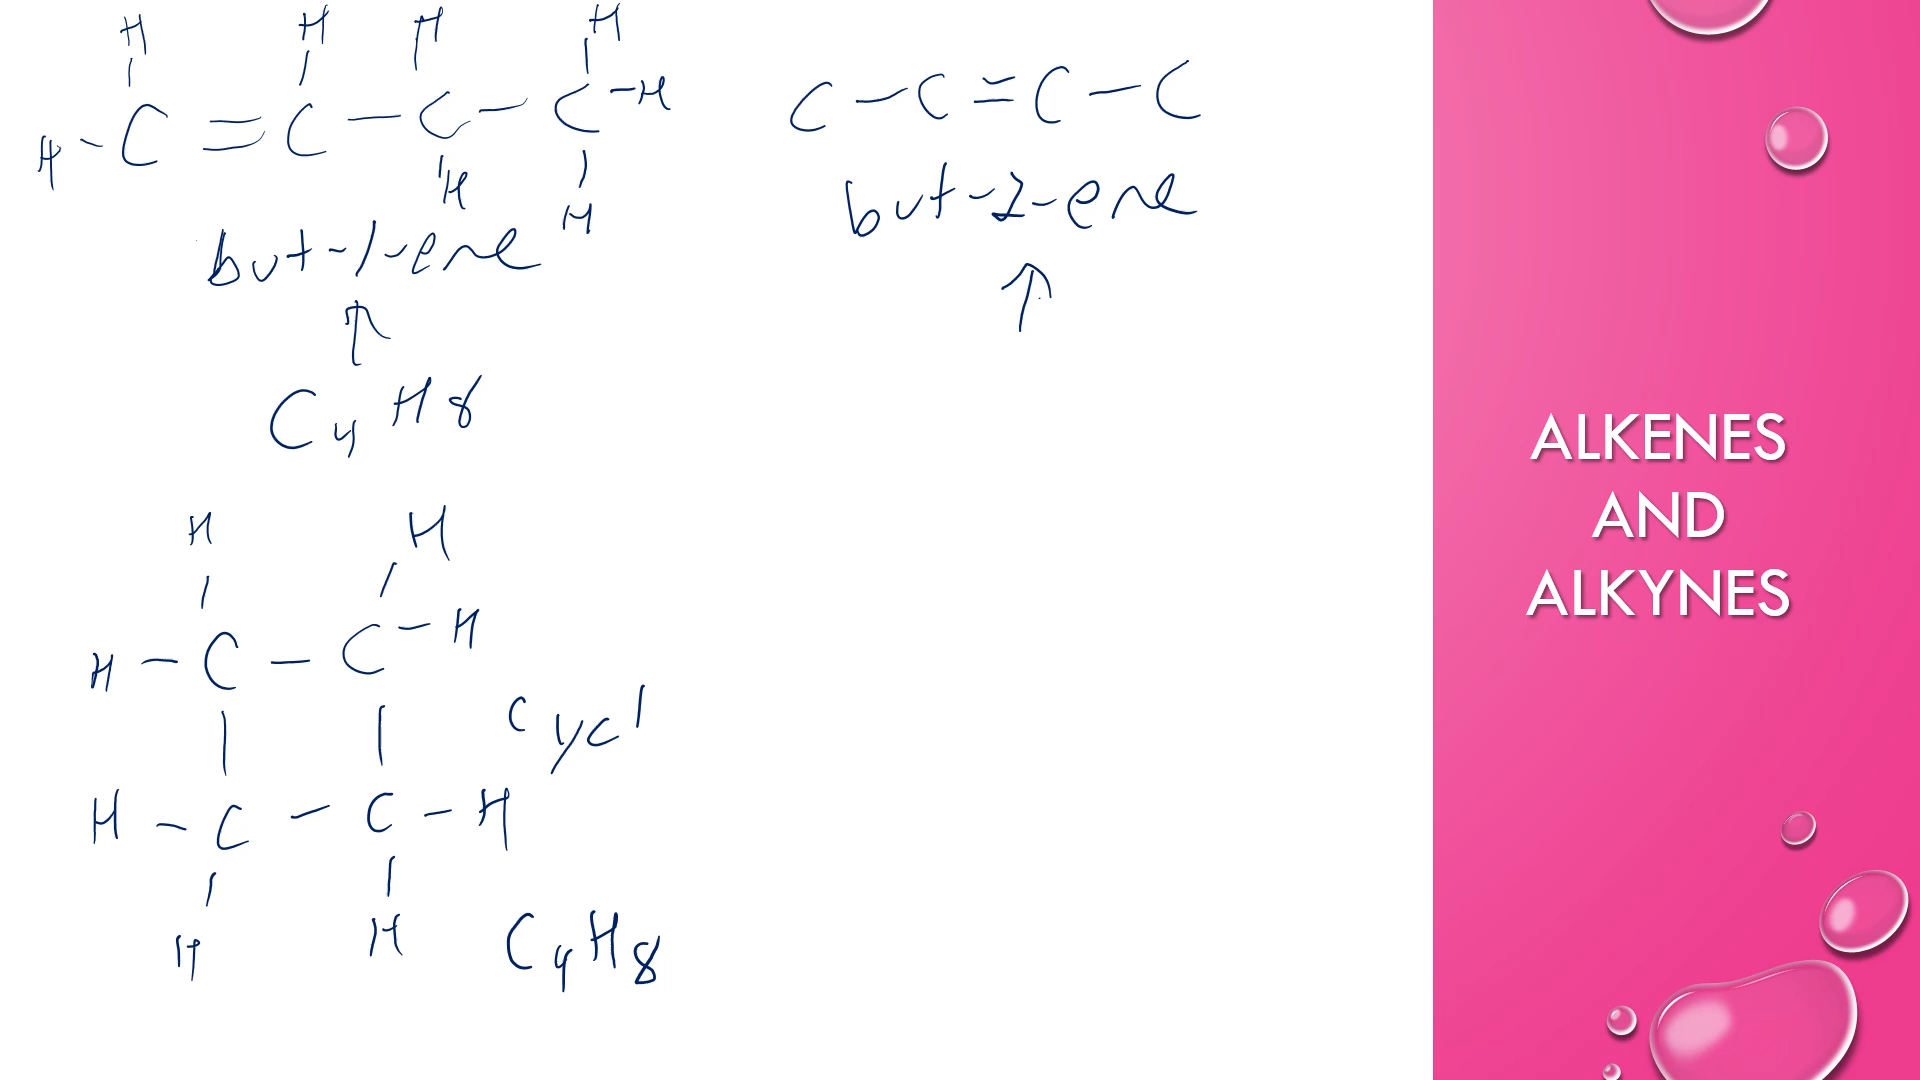 H H H H
H - C = C - C - C - H
H H
but-1-ene
C4H8
C - C = C - C
but-2-ene
H H
H - C - C - H
cycl
H - C - C - H
H H
C4H8
ALKENES
AND
ALKYNES